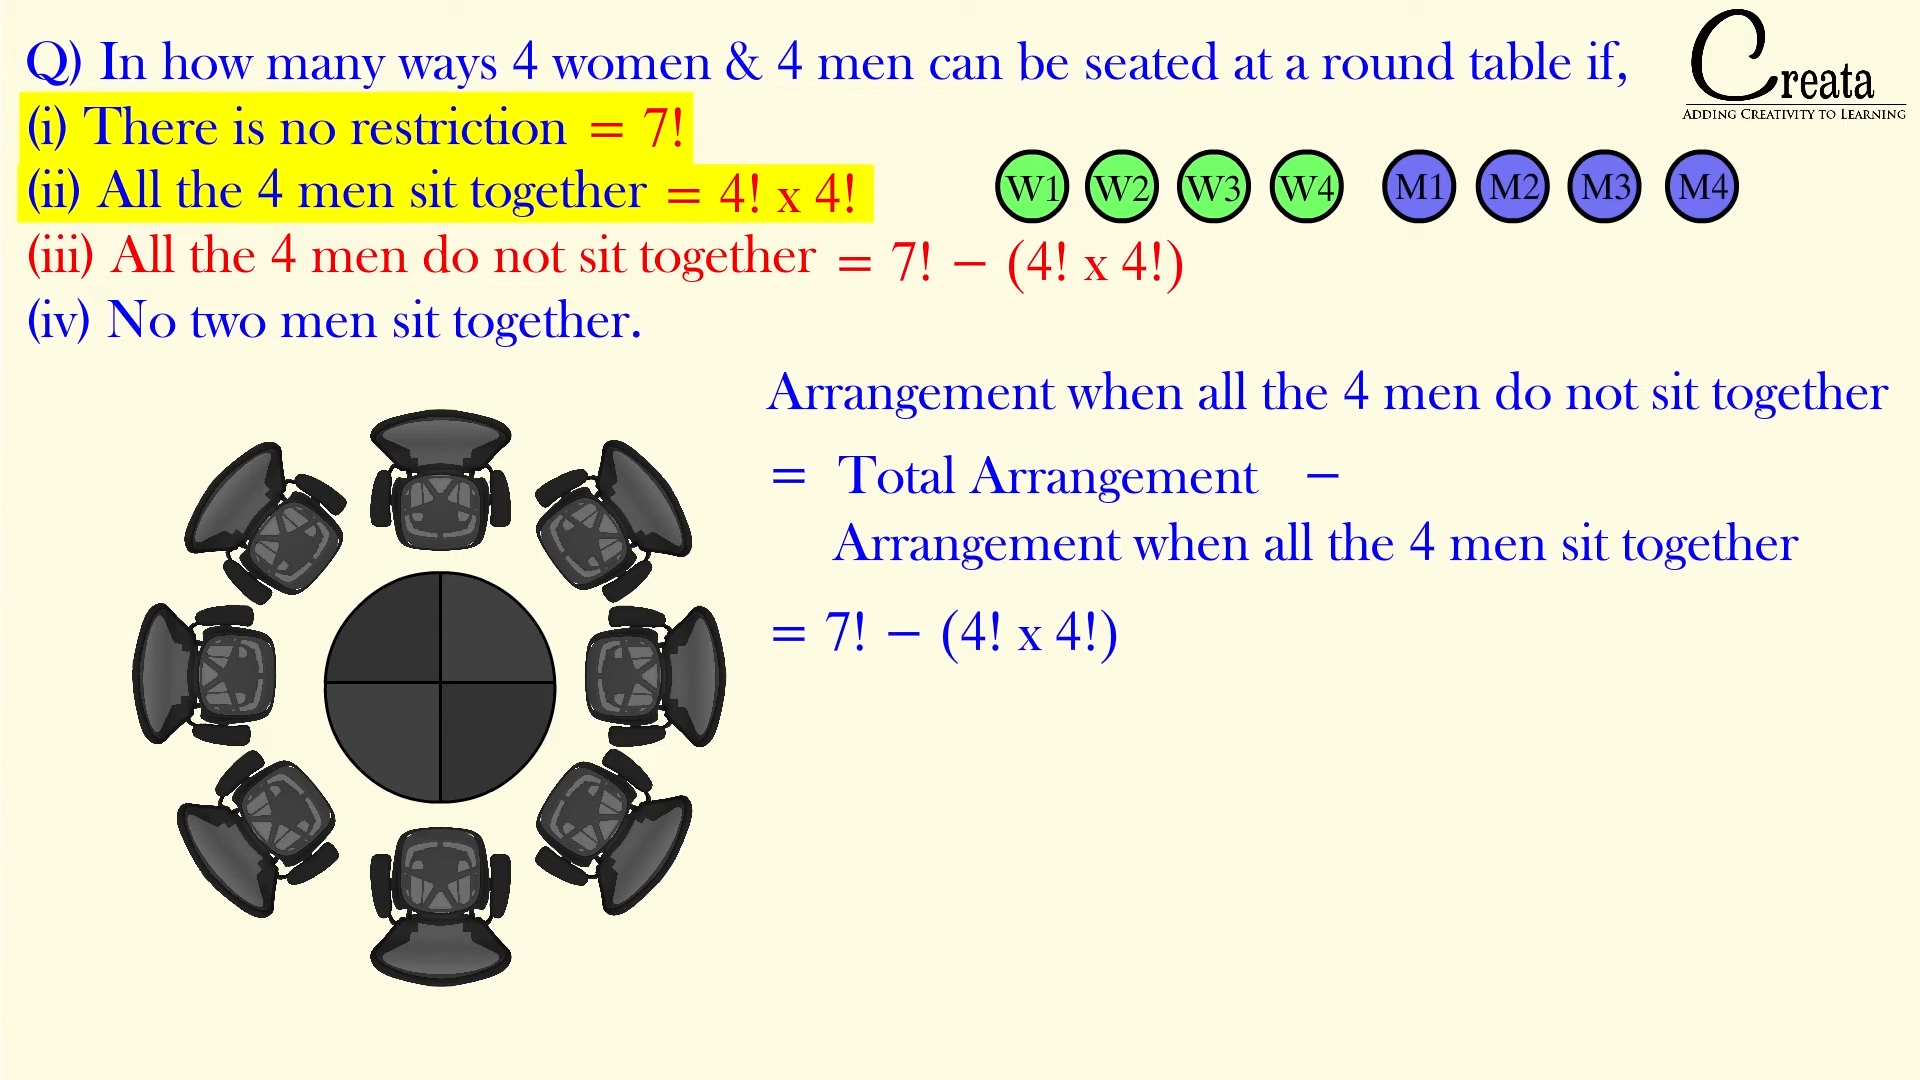 Q) In how many ways 4 women & 4 men can be seated at a round table if,
Creata
ADDING CREATIVITY TO LEARNING
(i) There is no restriction = 7!
(ii) All the 4 men sit together = 4! x 4!
W1 W2 W3 W4 M1 M2 M3 M4
(iii) All the 4 men do not sit together = 7! − (4! x 4!)
(iv) No two men sit together.
Arrangement when all the 4 men do not sit together
= Total Arrangement −
Arrangement when all the 4 men sit together
= 7! − (4! x 4!)